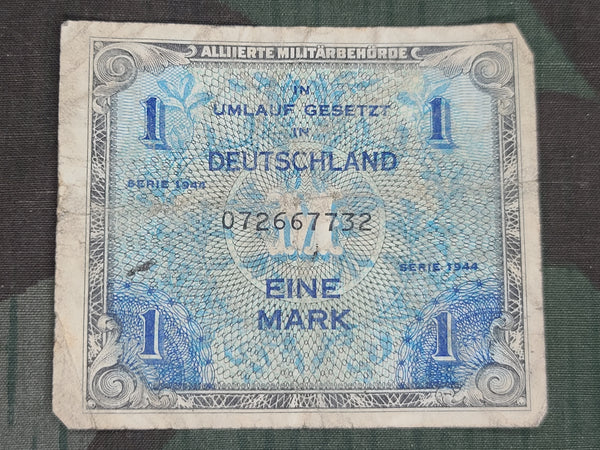 ALLIIERTE MILITÄRBEHÖRDE
IN
1 UMLAUF GESETZT 1
IN
DEUTSCHLAND
SERIE 1944
M
072667732
SERIE 1944
EINE
1 MARK 1